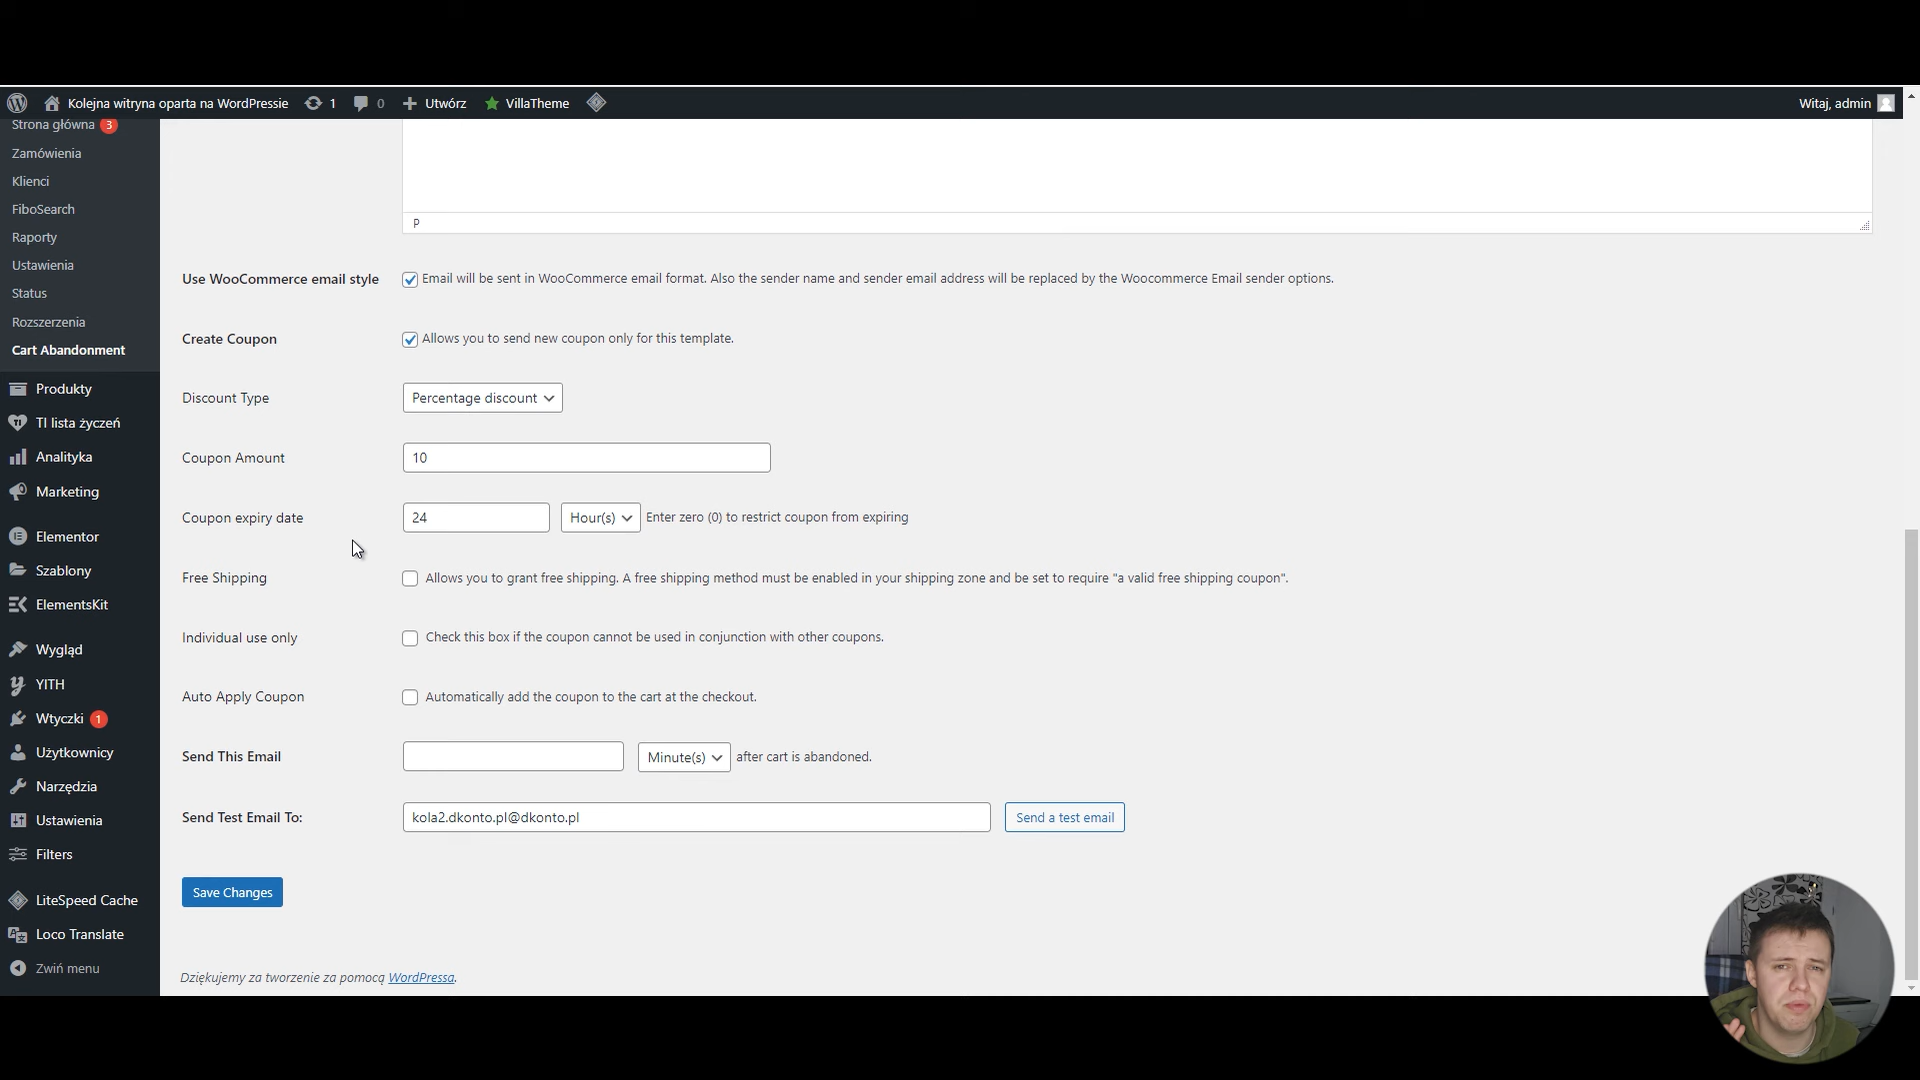 Kolejna witryna oparta na WordPressie 1 0 Utwórz VillaTheme Witaj, admin
Strona główna 3
Zamówienia
Klienci
FiboSearch
Raporty
Ustawienia
Status
Rozszerzenia
Cart Abandonment
Produkty
TI lista życzeń
Analityka
Marketing
Elementor
Szablony
ElementsKit
Wygląd
YITH
Wtyczki 1
Użytkownicy
Narzędzia
Ustawienia
Filters
LiteSpeed Cache
Loco Translate
Zwiń menu
P
Use WooCommerce email style Email will be sent in WooCommerce email format. Also the sender name and sender email address will be replaced by the Woocommerce Email sender options.
Create Coupon Allows you to send new coupon only for this template.
Discount Type Percentage discount
Coupon Amount 10
Coupon expiry date 24 Hour(s) Enter zero (0) to restrict coupon from expiring
Free Shipping Allows you to grant free shipping. A free shipping method must be enabled in your shipping zone and be set to require "a valid free shipping coupon".
Individual use only Check this box if the coupon cannot be used in conjunction with other coupons.
Auto Apply Coupon Automatically add the coupon to the cart at the checkout.
Send This Email Minute(s) after cart is abandoned.
Send Test Email To: kola2.dkonto.pl@dkonto.pl Send a test email
Save Changes
Dziękujemy za tworzenie za pomocą WordPressa.